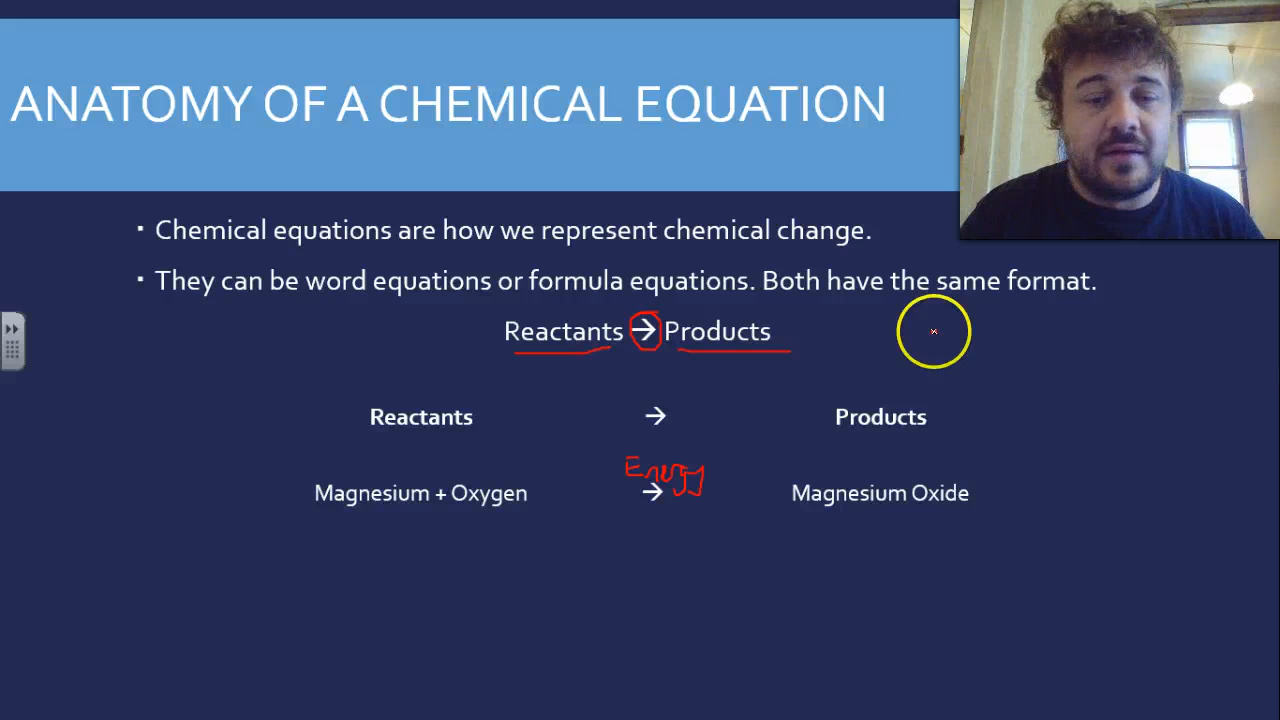 ANATOMY OF A CHEMICAL EQUATION
▪ Chemical equations are how we represent chemical change.
▪ They can be word equations or formula equations. Both have the same format.
Reactants → Products
Reactants → Products
Energy
Magnesium + Oxygen → Magnesium Oxide